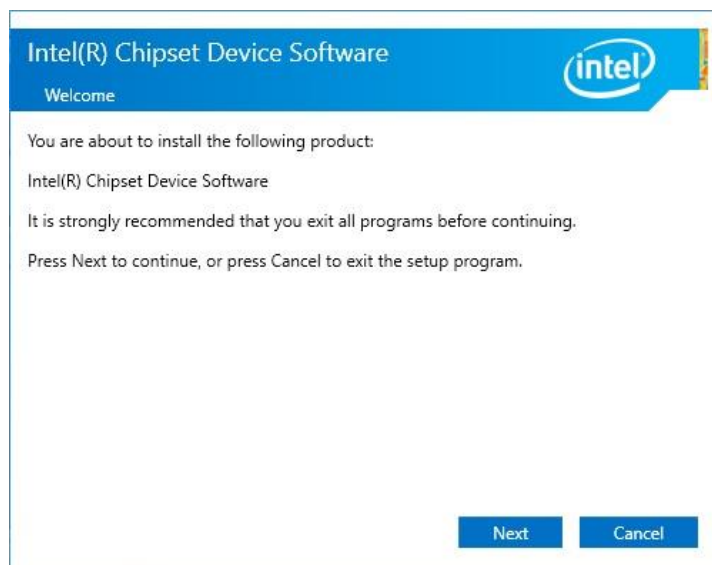 Intel(R) Chipset Device Software
intel
Welcome
You are about to install the following product:
Intel(R) Chipset Device Software
It is strongly recommended that you exit all programs before continuing.
Press Next to continue, or press Cancel to exit the setup program.
Next Cancel